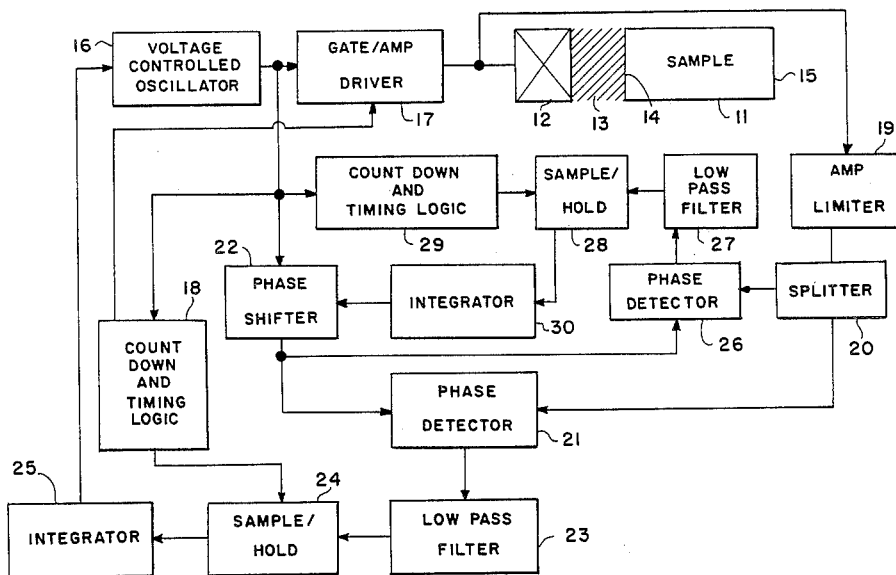 16
VOLTAGE
CONTROLLED
OSCILLATOR
GATE/AMP
DRIVER
17
SAMPLE
12
13
14
11
15
19
AMP
LIMITER
COUNT DOWN
AND
TIMING LOGIC
29
SAMPLE/
HOLD
28
LOW
PASS
FILTER
27
22
PHASE
SHIFTER
INTEGRATOR
30
PHASE
DETECTOR
26
SPLITTER
20
18
COUNT
DOWN
AND
TIMING
LOGIC
PHASE
DETECTOR
21
25
INTEGRATOR
24
SAMPLE/
HOLD
LOW PASS
FILTER
23